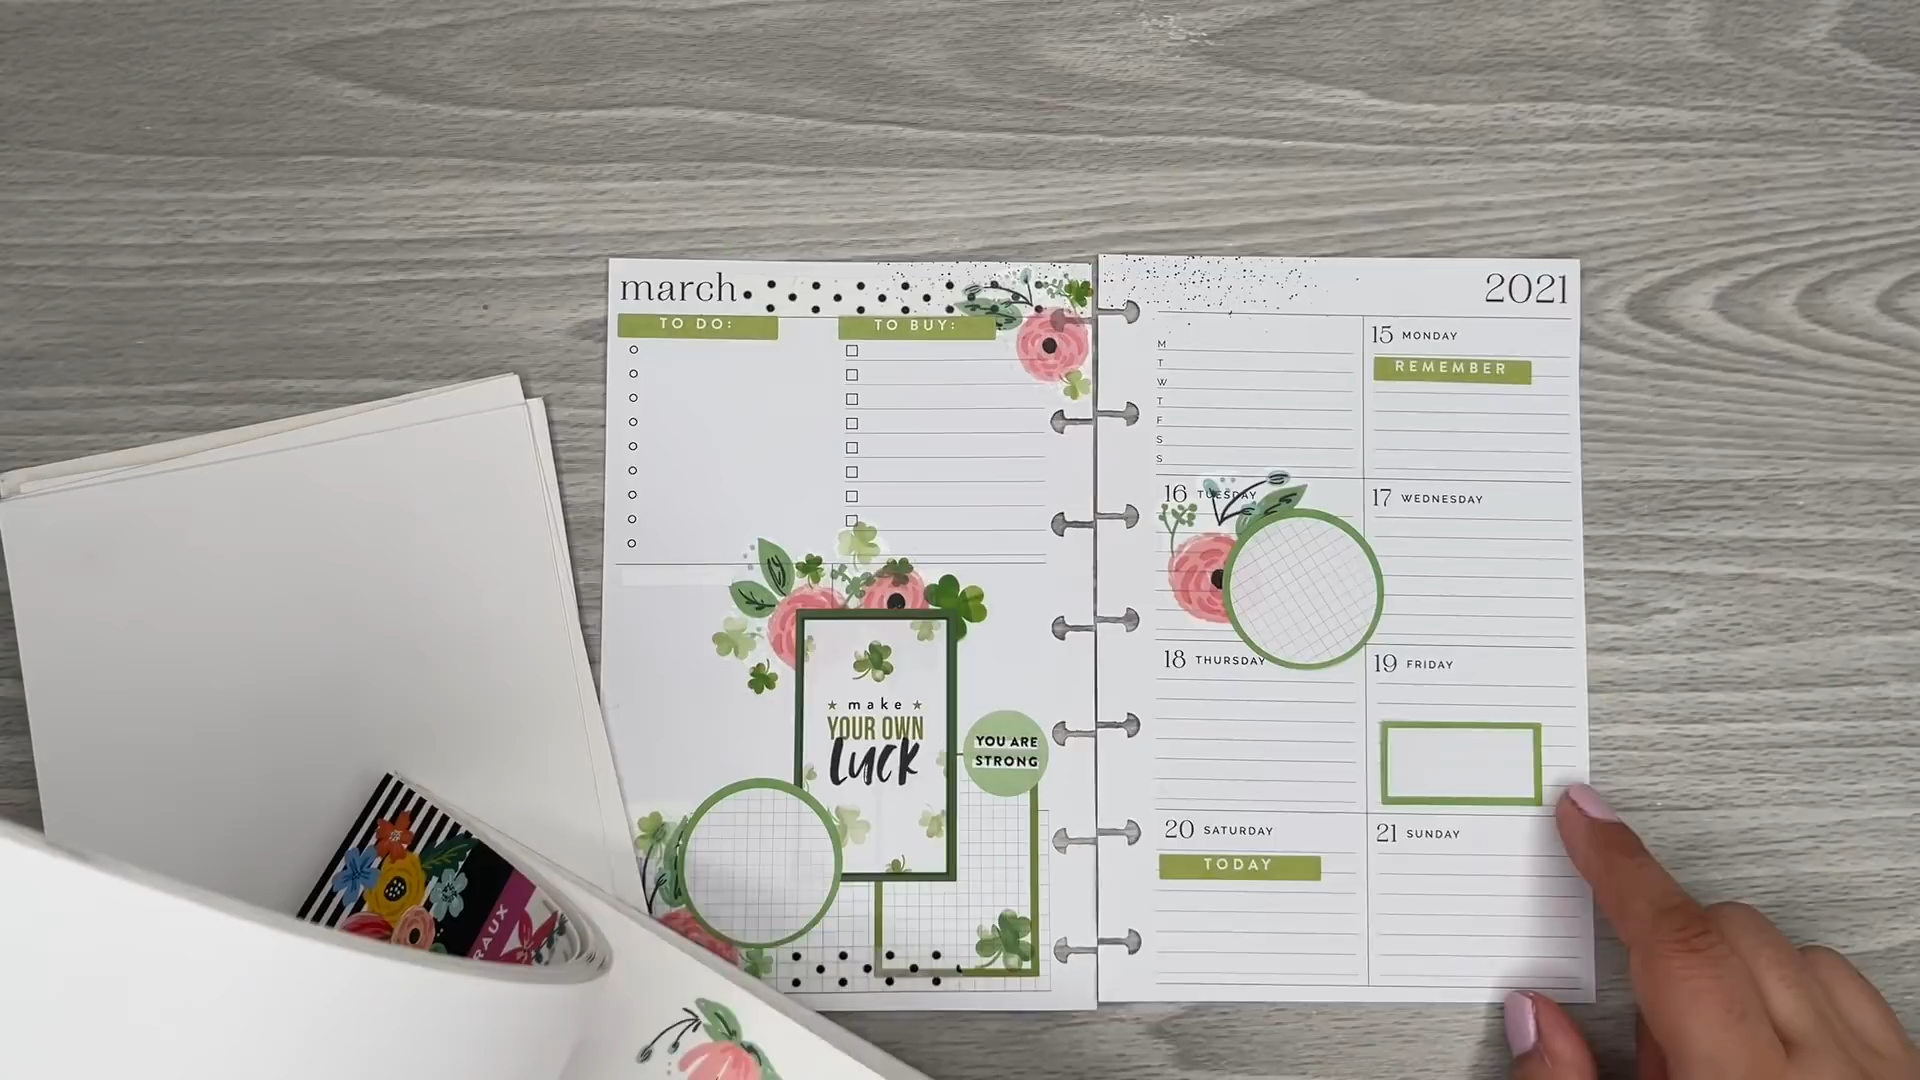 march
TO DO:
TO BUY:
make
YOUR OWN
Luck
YOU ARE
STRONG
2021
M
T
W
T
F
S
S
15 MONDAY
REMEMBER
16 TUESDAY
17 WEDNESDAY
18 THURSDAY
19 FRIDAY
20 SATURDAY
TODAY
21 SUNDAY